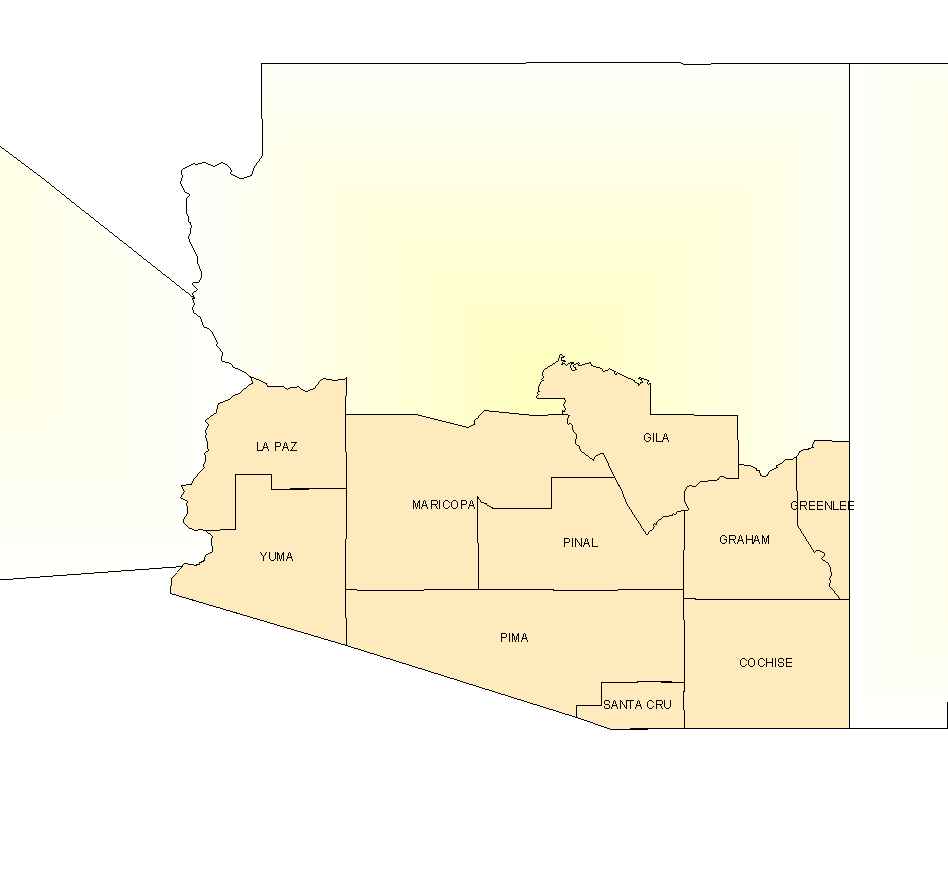 GILA
LA PAZ
MARICOPA
GREENLEE
GRAHAM
PINAL
YUMA
PIMA
COCHISE
SANTA CRU